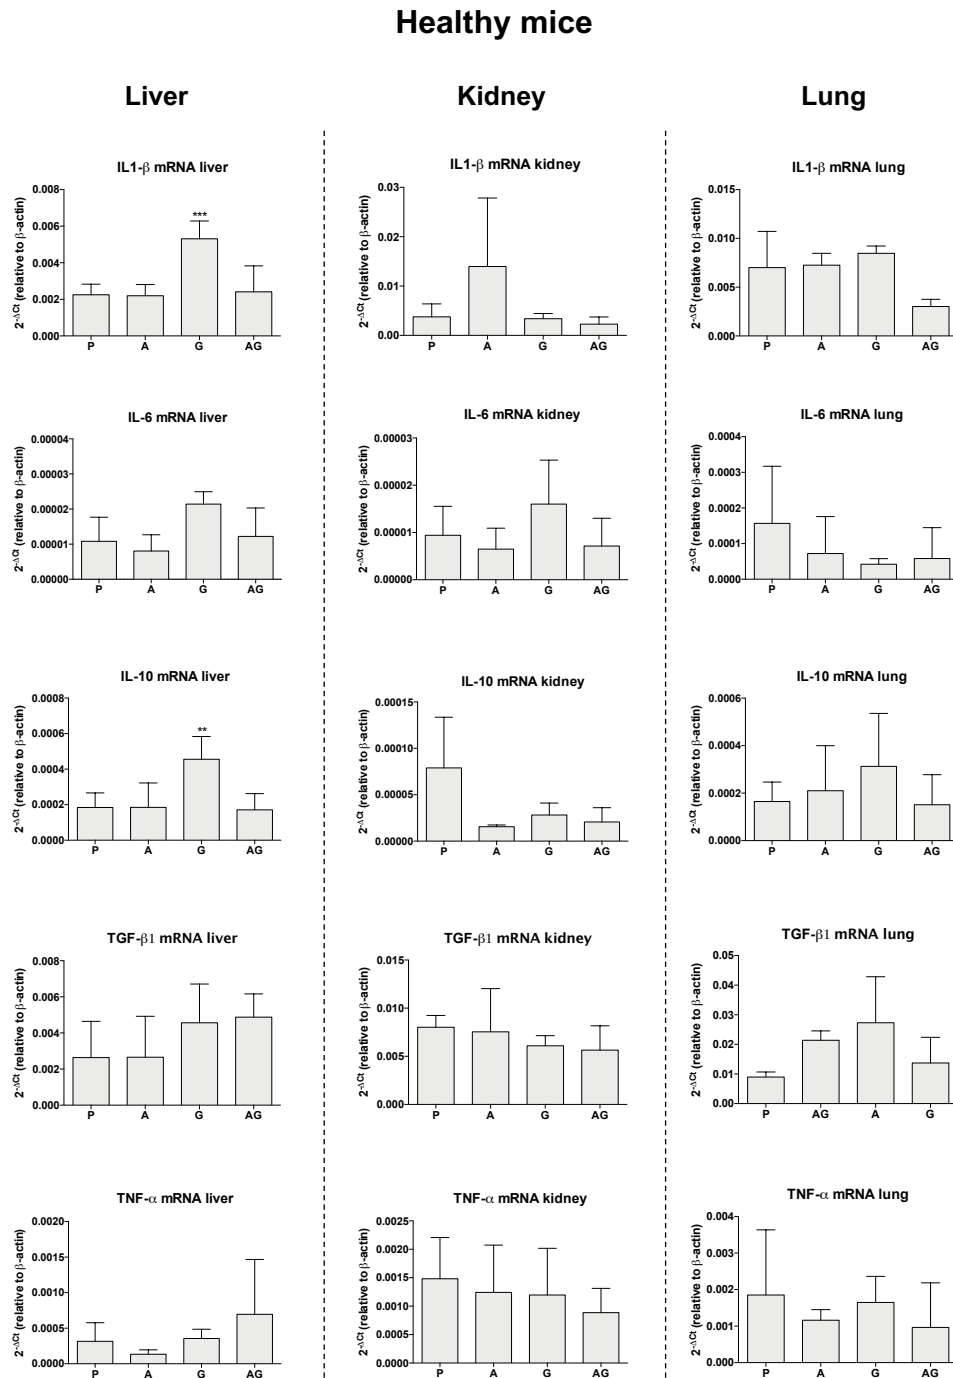 Healthy mice
Liver
Kidney
Lung
IL1-β mRNA liver
2-ΔCt (relative to β-actin)
0.008
0.006
0.004
0.002
0.000
***
P A G AG
IL1-β mRNA kidney
2-ΔCt (relative to β-actin)
0.03
0.02
0.01
0.00
P A G AG
IL1-β mRNA lung
2-ΔCt (relative to β-actin)
0.015
0.010
0.005
0.000
P A G AG
IL-6 mRNA liver
2-ΔCt (relative to β-actin)
0.00004
0.00003
0.00002
0.00001
0.00000
P A G AG
IL-6 mRNA kidney
2-ΔCt (relative to β-actin)
0.00003
0.00002
0.00001
0.00000
P A G AG
IL-6 mRNA lung
2-ΔCt (relative to β-actin)
0.0004
0.0003
0.0002
0.0001
0.0000
P A G AG
IL-10 mRNA liver
2-ΔCt (relative to β-actin)
0.0008
0.0006
0.0004
0.0002
0.0000
**
P A G AG
IL-10 mRNA kidney
2-ΔCt (relative to β-actin)
0.00015
0.00010
0.00005
0.00000
P A G AG
IL-10 mRNA lung
2-ΔCt (relative to β-actin)
0.0006
0.0004
0.0002
0.0000
P A G AG
TGF-β1 mRNA liver
2-ΔCt (relative to β-actin)
0.008
0.006
0.004
0.002
0.000
P A G AG
TGF-β1 mRNA kidney
2-ΔCt (relative to β-actin)
0.015
0.010
0.005
0.000
P A G AG
TGF-β1 mRNA lung
2-ΔCt (relative to β-actin)
0.05
0.04
0.03
0.02
0.01
0.00
P AG A G
TNF-α mRNA liver
2-ΔCt (relative to β-actin)
0.0020
0.0015
0.0010
0.0005
0.0000
P A G AG
TNF-α mRNA kidney
2-ΔCt (relative to β-actin)
0.0025
0.0020
0.0015
0.0010
0.0005
0.0000
P A G AG
TNF-α mRNA lung
2-ΔCt (relative to β-actin)
0.004
0.003
0.002
0.001
0.000
P A G AG